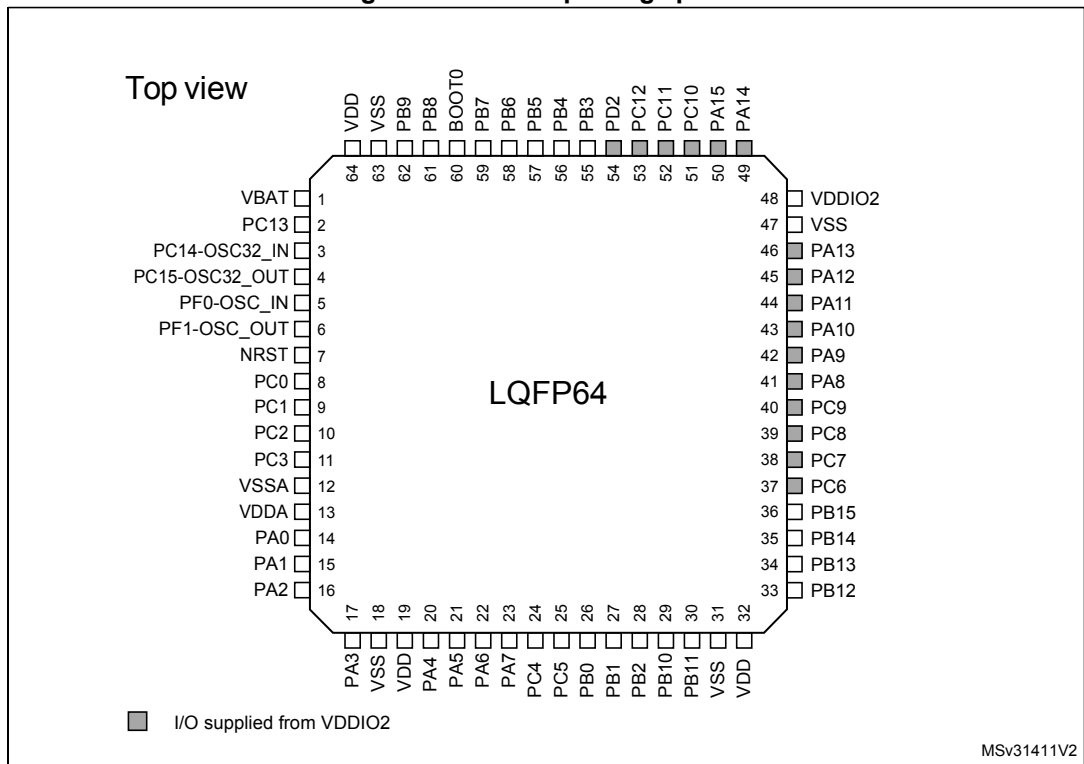 Top view
VDD
VSS
PB9
PB8
BOOT0
PB7
PB6
PB5
PB4
PB3
PD2
PC12
PC11
PC10
PA15
PA14
64
63
62
61
60
59
58
57
56
55
54
53
52
51
50
49
VBAT 1
PC13 2
PC14-OSC32_IN 3
PC15-OSC32_OUT 4
PF0-OSC_IN 5
PF1-OSC_OUT 6
NRST 7
PC0 8
PC1 9
PC2 10
PC3 11
VSSA 12
VDDA 13
PA0 14
PA1 15
PA2 16
LQFP64
48 VDDIO2
47 VSS
46 PA13
45 PA12
44 PA11
43 PA10
42 PA9
41 PA8
40 PC9
39 PC8
38 PC7
37 PC6
36 PB15
35 PB14
34 PB13
33 PB12
17
18
19
20
21
22
23
24
25
26
27
28
29
30
31
32
PA3
VSS
VDD
PA4
PA5
PA6
PA7
PC4
PC5
PB0
PB1
PB2
PB10
PB11
VSS
VDD
I/O supplied from VDDIO2
MSv31411V2